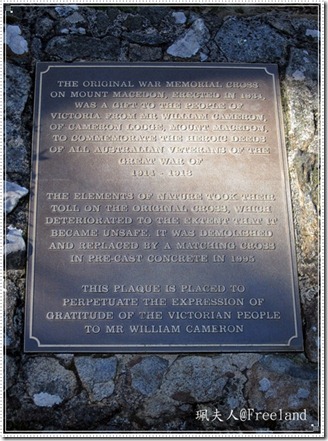 THE ORIGINAL WAR MEMORIAL CROSS
ON MOUNT MACEDON, ERECTED IN 1934,
WAS A GIFT TO THE PEOPLE OF
VICTORIA FROM MR WILLIAM CAMERON,
OF CAMERON LODGE, MOUNT MACEDON,
TO COMMEMORATE THE HEROIC DEEDS
OF ALL AUSTRALIAN VETERANS OF THE
GREAT WAR OF
1914 - 1918
THE ELEMENTS OF NATURE TOOK THEIR
TOLL ON THE ORIGINAL CROSS, WHICH
DETERIORATED TO THE EXTENT THAT IT
BECAME UNSAFE. IT WAS DEMOLISHED
AND REPLACED BY A MATCHING CROSS
IN PRE-CAST CONCRETE IN 1995
THIS PLAQUE IS PLACED TO
PERPETUATE THE EXPRESSION OF
GRATITUDE OF THE VICTORIAN PEOPLE
TO MR WILLIAM CAMERON
珮夫人@Freeland